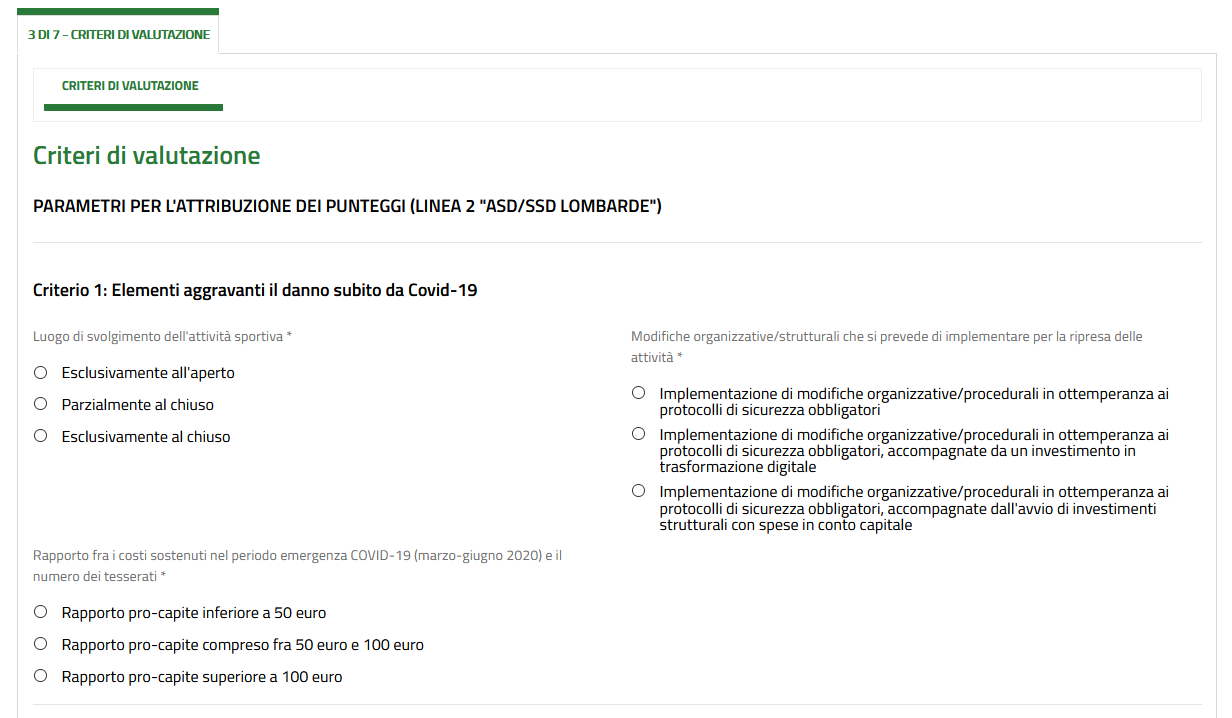 3 DI 7 – CRITERI DI VALUTAZIONE
CRITERI DI VALUTAZIONE
Criteri di valutazione
PARAMETRI PER L'ATTRIBUZIONE DEI PUNTEGGI (LINEA 2 "ASD/SSD LOMBARDE")
Criterio 1: Elementi aggravanti il danno subito da Covid-19
Luogo di svolgimento dell'attività sportiva *
Esclusivamente all'aperto
Parzialmente al chiuso
Esclusivamente al chiuso
Modifiche organizzative/strutturali che si prevede di implementare per la ripresa delle
attività *
Implementazione di modifiche organizzative/procedurali in ottemperanza ai
protocolli di sicurezza obbligatori
Implementazione di modifiche organizzative/procedurali in ottemperanza ai
protocolli di sicurezza obbligatori, accompagnate da un investimento in
trasformazione digitale
Implementazione di modifiche organizzative/procedurali in ottemperanza ai
protocolli di sicurezza obbligatori, accompagnate dall'avvio di investimenti
strutturali con spese in conto capitale
Rapporto fra i costi sostenuti nel periodo emergenza COVID-19 (marzo-giugno 2020) e il
numero dei tesserati *
Rapporto pro-capite inferiore a 50 euro
Rapporto pro-capite compreso fra 50 euro e 100 euro
Rapporto pro-capite superiore a 100 euro